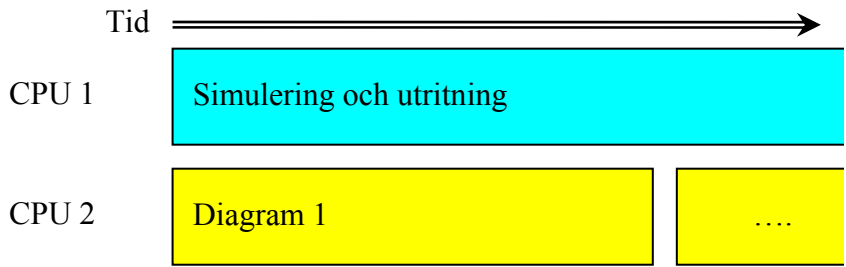 Tid
CPU 1
Simulering och utritning
CPU 2
Diagram 1
….